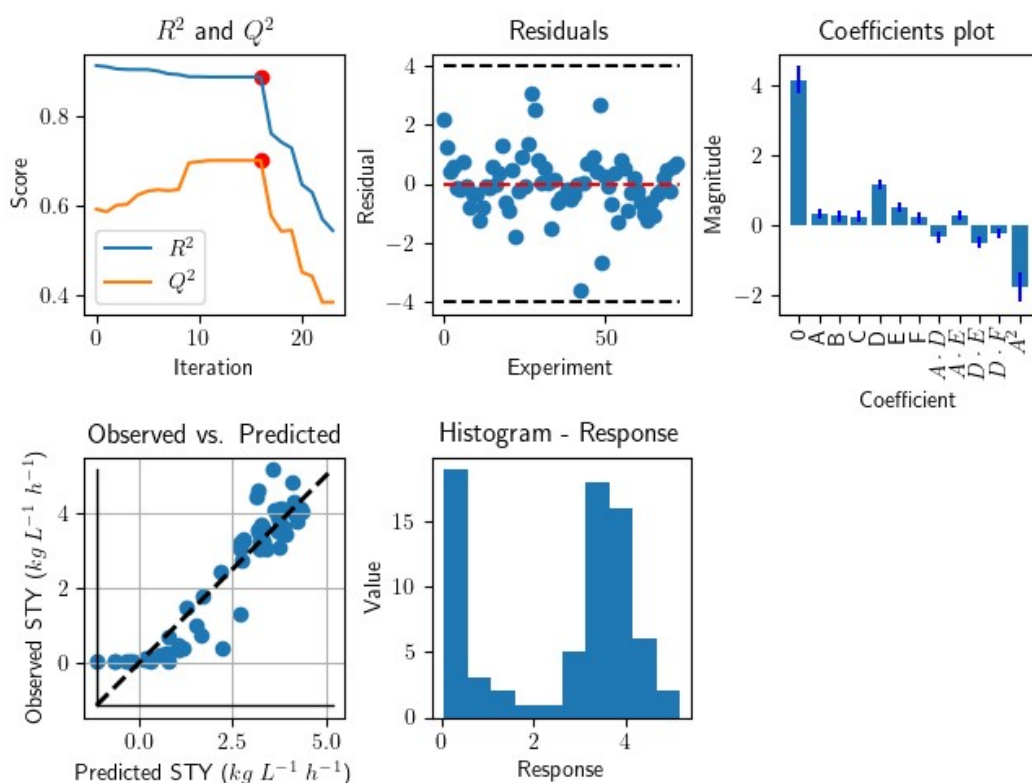 R² and Q²
0.8
0.6
0.4
Score
R²
Q²
0
10
20
Iteration
Residuals
4
2
0
−2
−4
Residual
0
50
Experiment
Coefficients plot
4
2
0
−2
Magnitude
0
A
B
C
D
E
F
A · D
A · E
D · E
D · F
A²
Coefficient
Observed vs. Predicted
4
2
0
Observed STY (kg L⁻¹ h⁻¹)
0.0
2.5
5.0
Predicted STY (kg L⁻¹ h⁻¹)
Histogram - Response
15
10
5
0
Value
0
2
4
Response